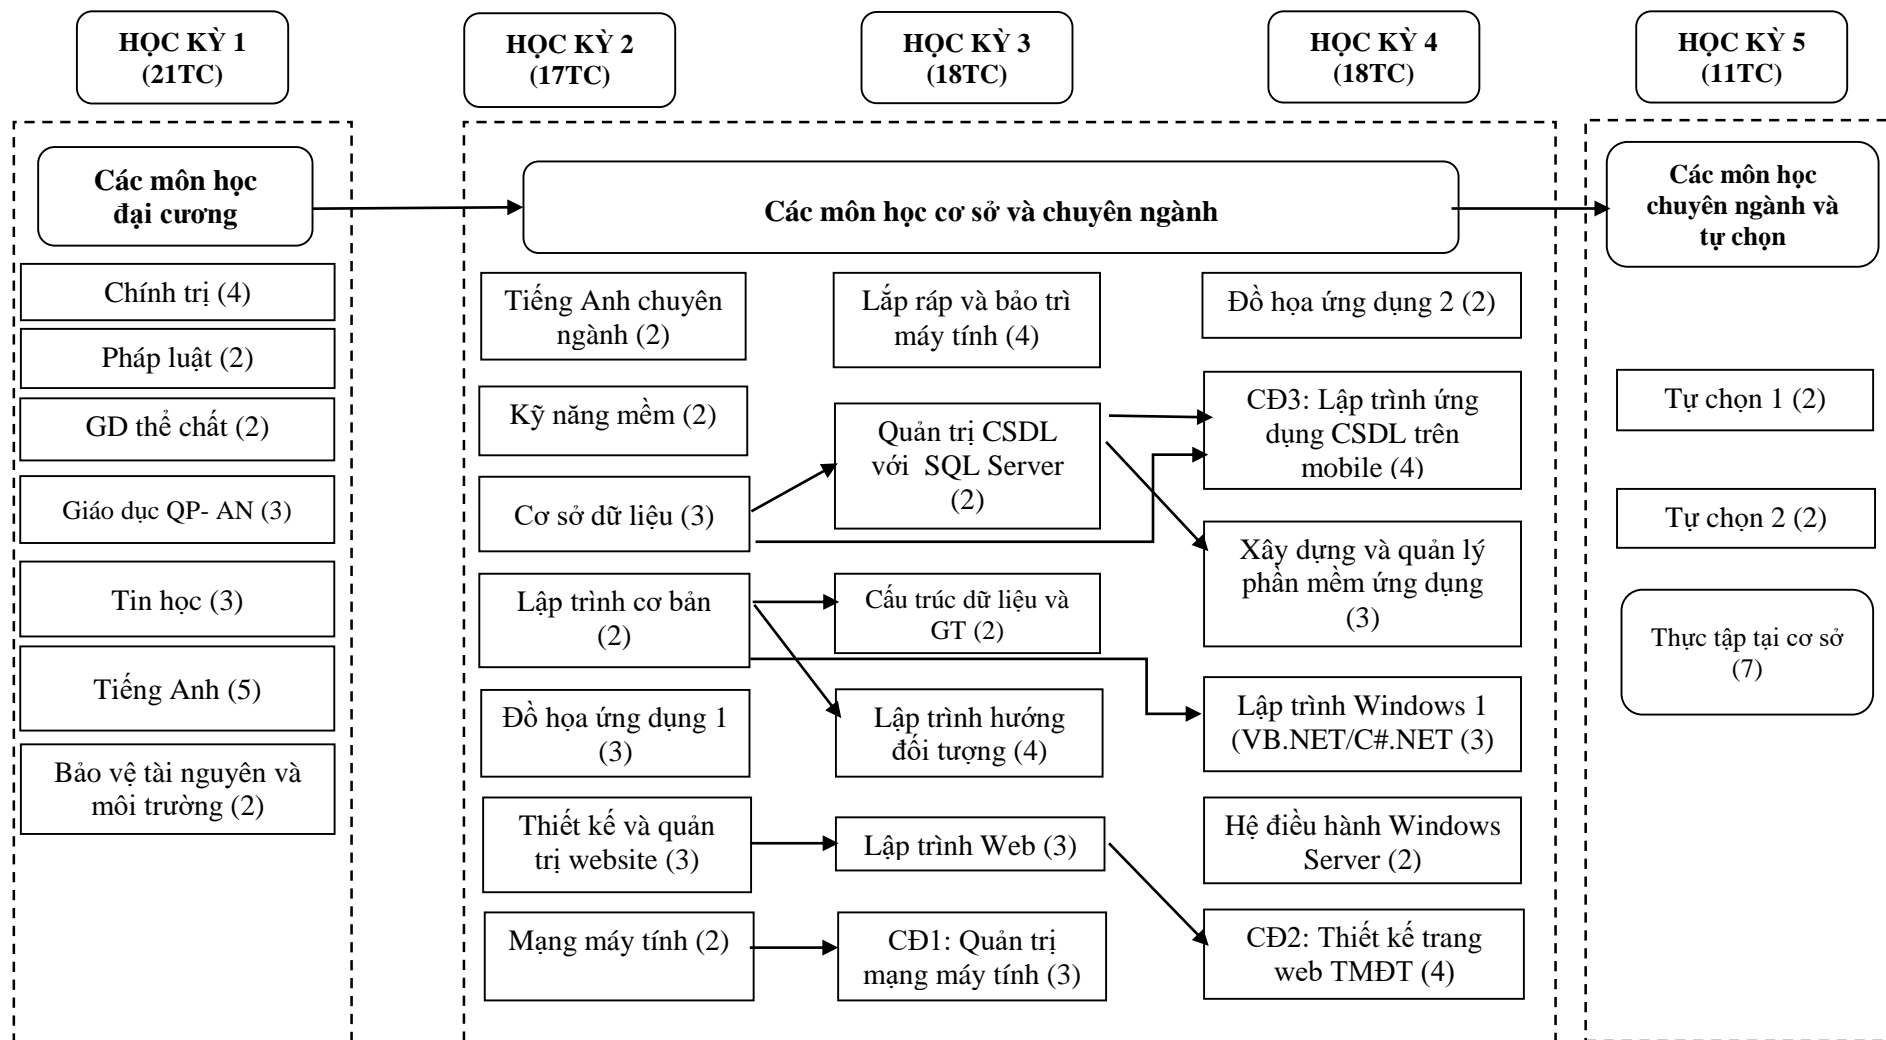 HỌC KỲ 1
(21TC)
HỌC KỲ 2
(17TC)
HỌC KỲ 3
(18TC)
HỌC KỲ 4
(18TC)
HỌC KỲ 5
(11TC)
Các môn học
đại cương
Các môn học cơ sở và chuyên ngành
Các môn học
chuyên ngành và
tự chọn
Chính trị (4)
Pháp luật (2)
GD thể chất (2)
Giáo dục QP- AN (3)
Tin học (3)
Tiếng Anh (5)
Bảo vệ tài nguyên và
môi trường (2)
Tiếng Anh chuyên
ngành (2)
Kỹ năng mềm (2)
Cơ sở dữ liệu (3)
Lập trình cơ bản
(2)
Đồ họa ứng dụng 1
(3)
Thiết kế và quản
trị website (3)
Mạng máy tính (2)
Lắp ráp và bảo trì
máy tính (4)
Quản trị CSDL
với SQL Server
(2)
Cấu trúc dữ liệu và
GT (2)
Lập trình hướng
đối tượng (4)
Lập trình Web (3)
CĐ1: Quản trị
mạng máy tính (3)
Đồ họa ứng dụng 2 (2)
CĐ3: Lập trình ứng
dụng CSDL trên
mobile (4)
Xây dựng và quản lý
phần mềm ứng dụng
(3)
Lập trình Windows 1
(VB.NET/C#.NET (3)
Hệ điều hành Windows
Server (2)
CĐ2: Thiết kế trang
web TMĐT (4)
Tự chọn 1 (2)
Tự chọn 2 (2)
Thực tập tại cơ sở
(7)